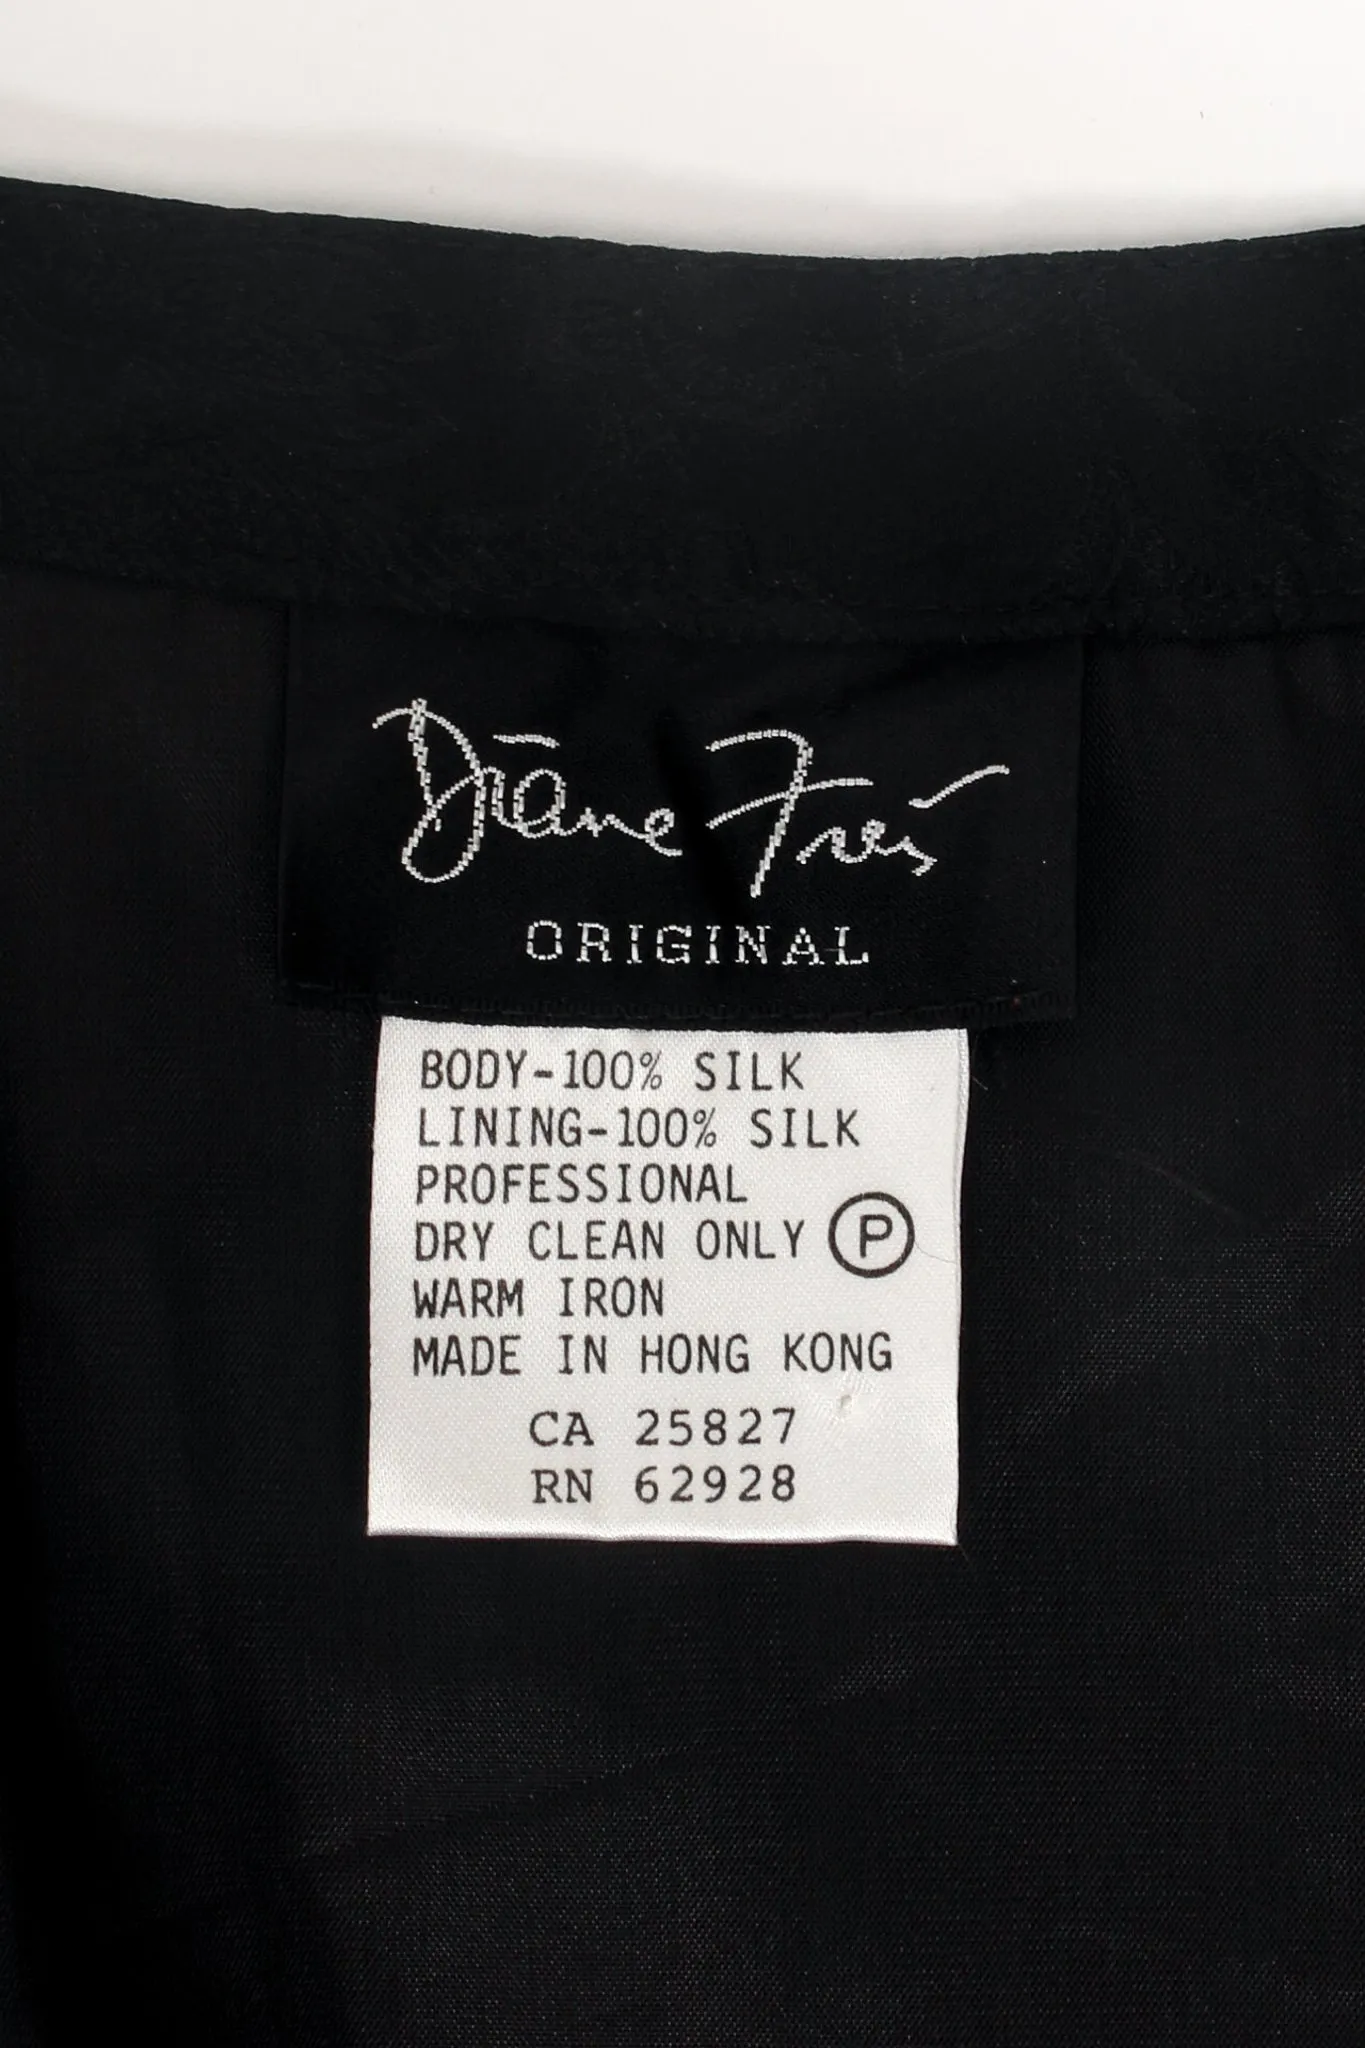 Diane Freis
ORIGINAL
BODY-100% SILK
LINING-100% SILK
PROFESSIONAL
DRY CLEAN ONLY Ⓟ
WARM IRON
MADE IN HONG KONG
CA 25827
RN 62928